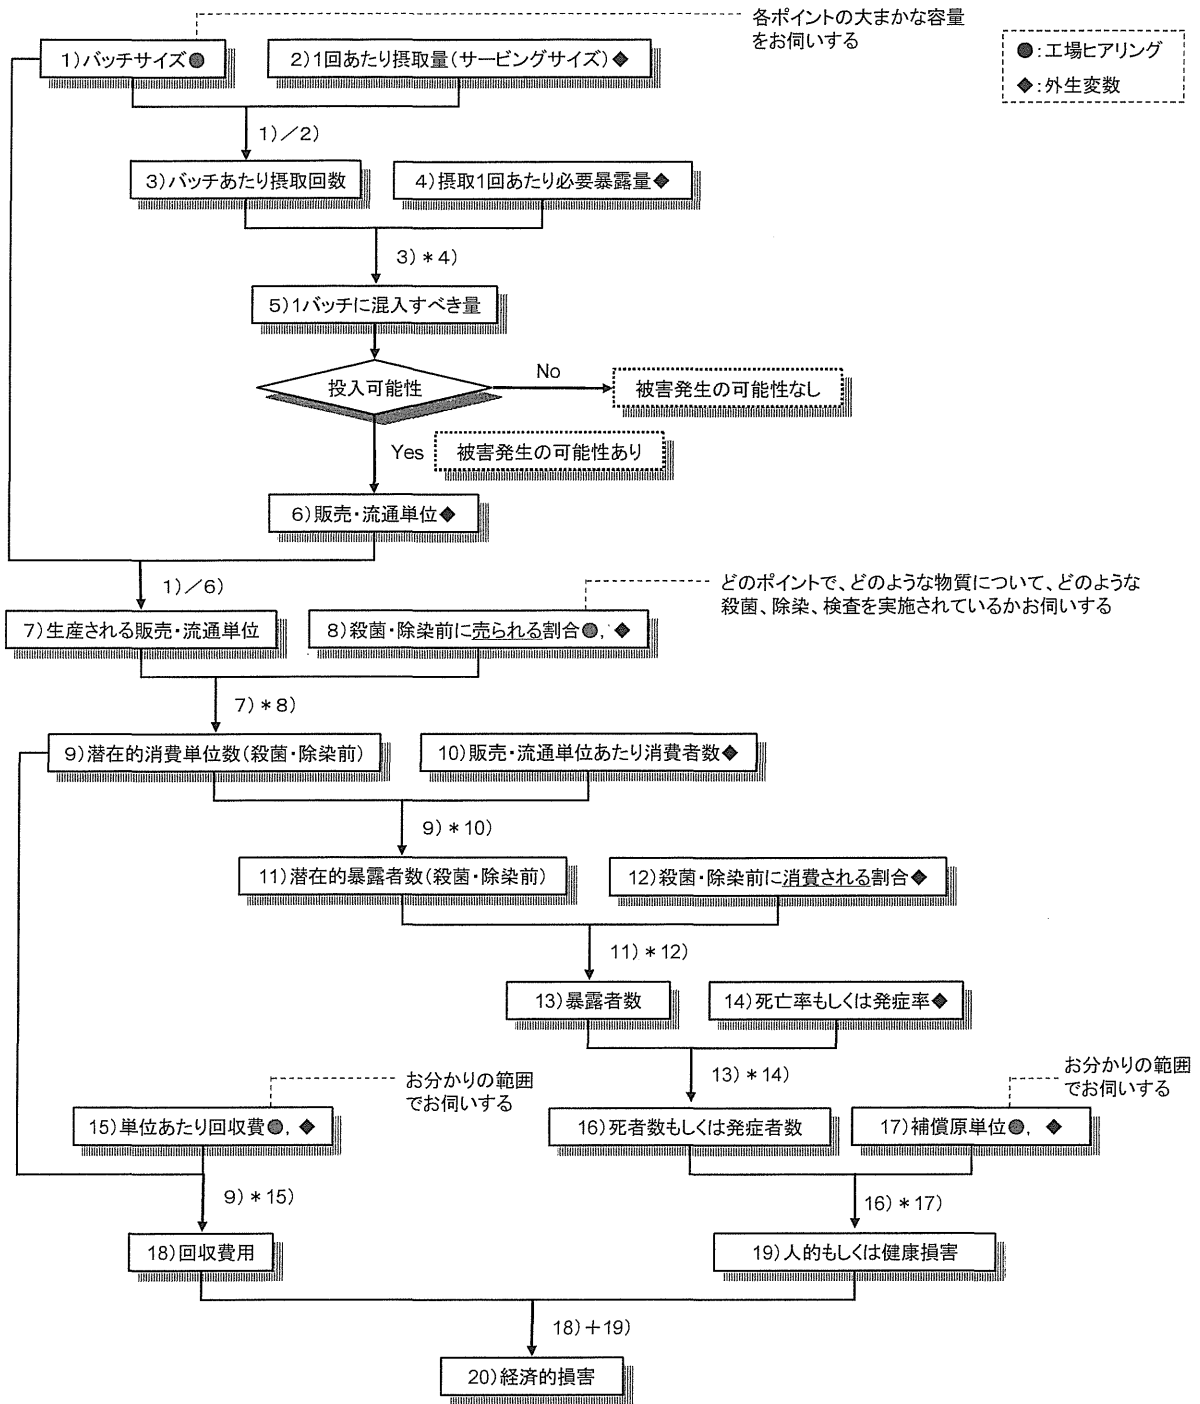 各ポイントの大まかな容量
をお伺いする
1)バッチサイズ●
2)1回あたり摂取量(サービングサイズ)◆
●:工場ヒアリング
◆:外生変数
1)／2)
3)バッチあたり摂取回数
4)摂取1回あたり必要暴露量◆
3)＊4)
5)1バッチに混入すべき量
投入可能性
No
被害発生の可能性なし
Yes
被害発生の可能性あり
6)販売・流通単位◆
1)／6)
どのポイントで、どのような物質について、どのような
殺菌、除染、検査を実施されているかお伺いする
7)生産される販売・流通単位
8)殺菌・除染前に売られる割合●, ◆
7)＊8)
9)潜在的消費単位数(殺菌・除染前)
10)販売・流通単位あたり消費者数◆
9)＊10)
11)潜在的暴露者数(殺菌・除染前)
12)殺菌・除染前に消費される割合◆
11)＊12)
13)暴露者数
14)死亡率もしくは発症率◆
13)＊14)
お分かりの範囲
でお伺いする
お分かりの範囲
でお伺いする
15)単位あたり回収費●, ◆
16)死者数もしくは発症者数
17)補償原単位●, ◆
9)＊15)
16)＊17)
18)回収費用
19)人的もしくは健康損害
18)＋19)
20)経済的損害